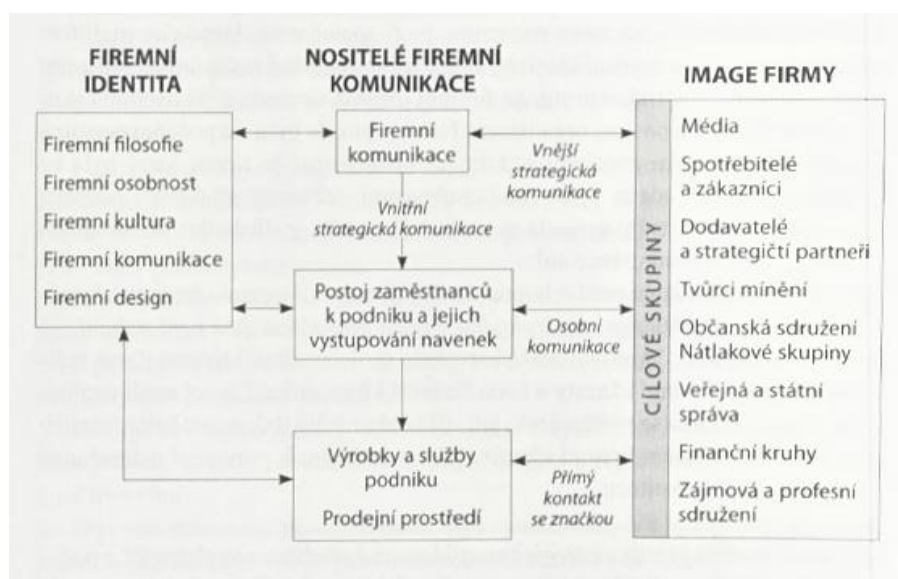 FIREMNÍ
IDENTITA
Firemní filosofie
Firemní osobnost
Firemní kultura
Firemní komunikace
Firemní design
NOSITELÉ FIREMNÍ
KOMUNIKACE
Firemní
komunikace
Vnitřní
strategická komunikace
Postoj zaměstnanců
k podniku a jejich
vystupování navenek
Výrobky a služby
podniku
Prodejní prostředí
Vnější
strategická
komunikace
Osobní
komunikace
Přímý
kontakt
se značkou
CÍLOVÉ SKUPINY
IMAGE FIRMY
Média
Spotřebitelé
a zákazníci
Dodavatelé
a strategičtí partneři
Tvůrci mínění
Občanská sdružení
Nátlakové skupiny
Veřejná a státní
správa
Finanční kruhy
Zájmová a profesní
sdružení